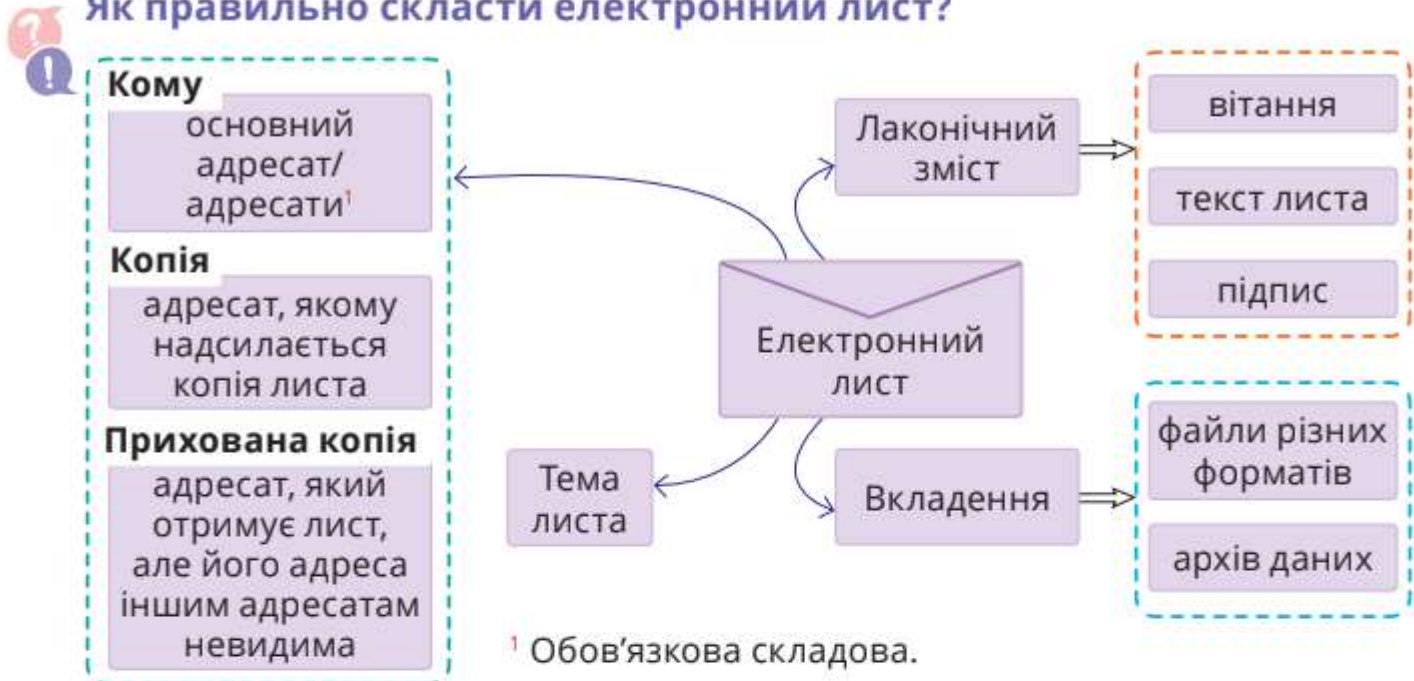 Як правильно скласти електронний лист?
?
!
Кому
основний
адресат/
адресати¹
Копія
адресат, якому
надсилається
копія листа
Прихована копія
адресат, який
отримує лист,
але його адреса
іншим адресатам
невидима
Електронний
лист
Тема
листа
Лаконічний
зміст
вітання
текст листа
підпис
Вкладення
файли різних
форматів
архів даних
¹ Обов'язкова складова.